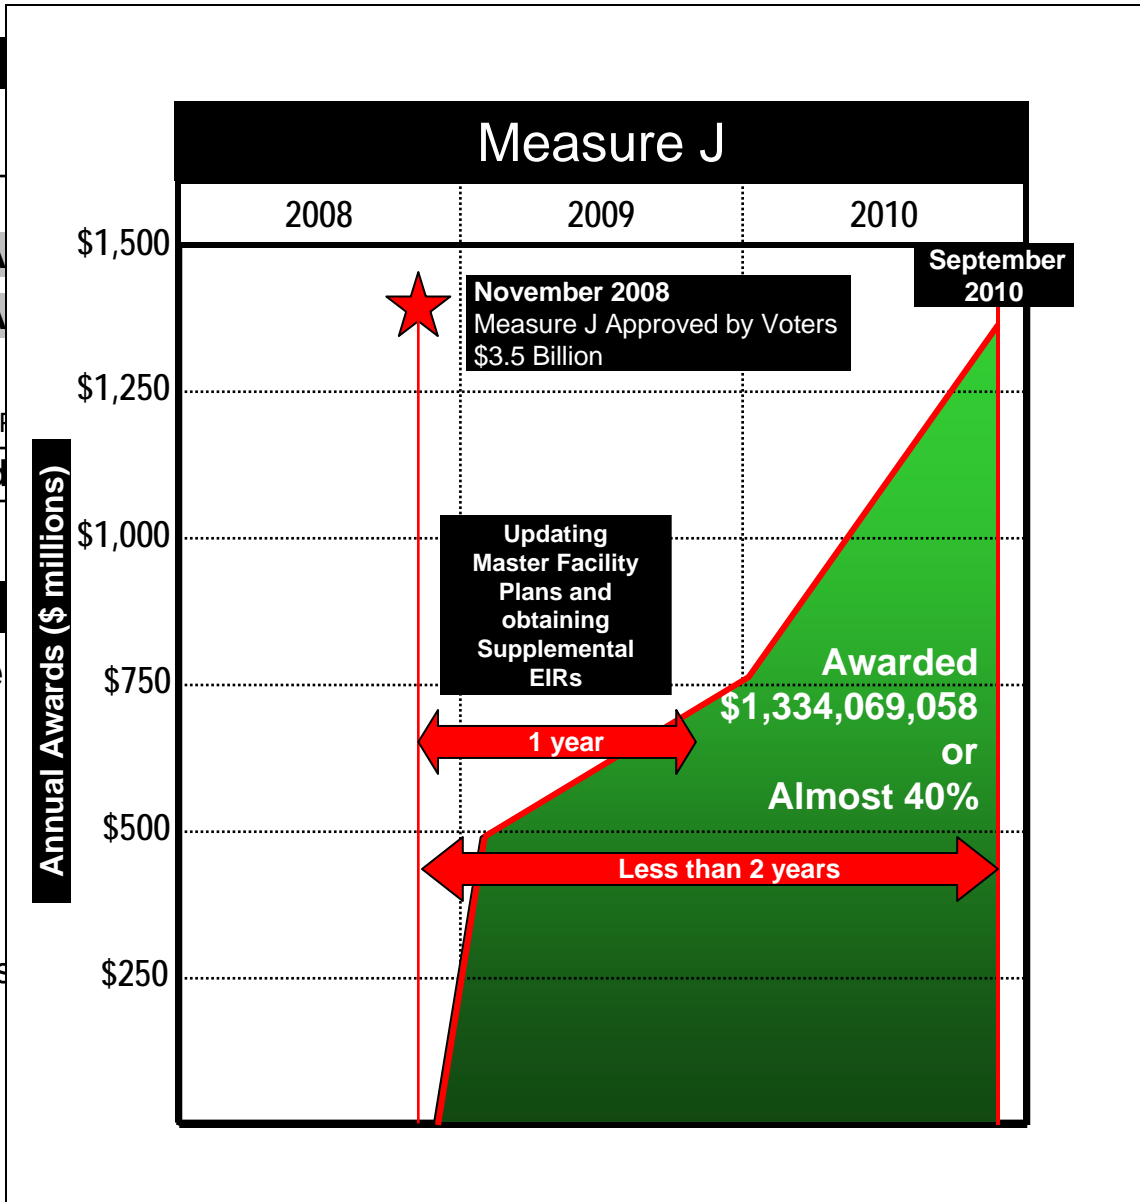 Measure J
2008
2009
2010
$1,500
September
2010
November 2008
Measure J Approved by Voters
$3.5 Billion
$1,250
Annual Awards ($ millions)
$1,000
Updating
Master Facility
Plans and
obtaining
Supplemental
EIRs
$750
Awarded
$1,334,069,058
or
Almost 40%
1 year
$500
Less than 2 years
$250